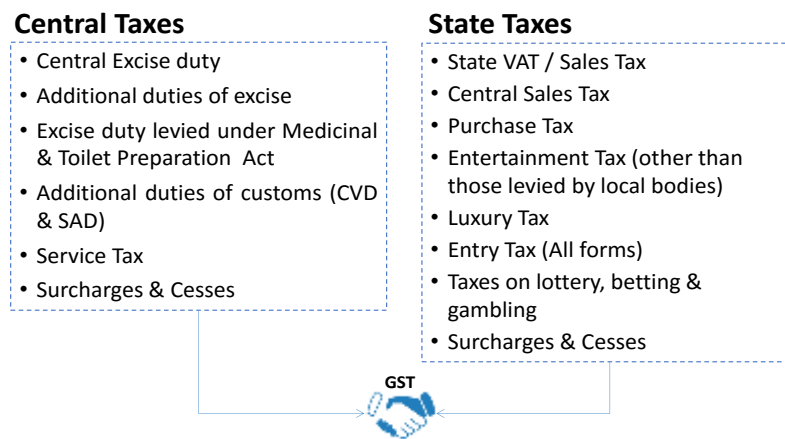 Central Taxes
• Central Excise duty
• Additional duties of excise
• Excise duty levied under Medicinal
& Toilet Preparation Act
• Additional duties of customs (CVD
& SAD)
• Service Tax
• Surcharges & Cesses
State Taxes
• State VAT / Sales Tax
• Central Sales Tax
• Purchase Tax
• Entertainment Tax (other than
those levied by local bodies)
• Luxury Tax
• Entry Tax (All forms)
• Taxes on lottery, betting &
gambling
• Surcharges & Cesses
GST